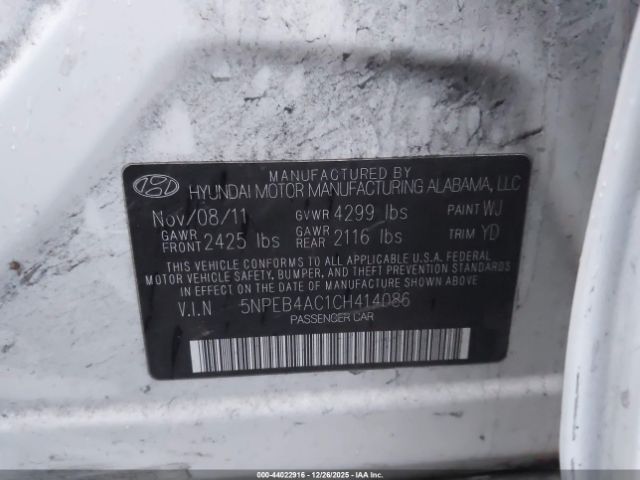 MANUFACTURED BY
HYUNDAI MOTOR MANUFACTURING ALABAMA, LLC
Nov/08/11 GVWR 4299 lbs PAINT WJ
GAWR FRONT 2425 lbs GAWR REAR 2116 lbs TRIM YD
THIS VEHICLE CONFORMS TO ALL APPLICABLE U.S.A. FEDERAL
MOTOR VEHICLE SAFETY, BUMPER, AND THEFT PREVENTION STANDARDS
IN EFFECT ON THE DATE OF MANUFACTURE SHOWN ABOVE.
V.I.N 5NPEB4AC1CH414086
PASSENGER CAR
000-44022916 - 12/26/2025 - IAAI.COM